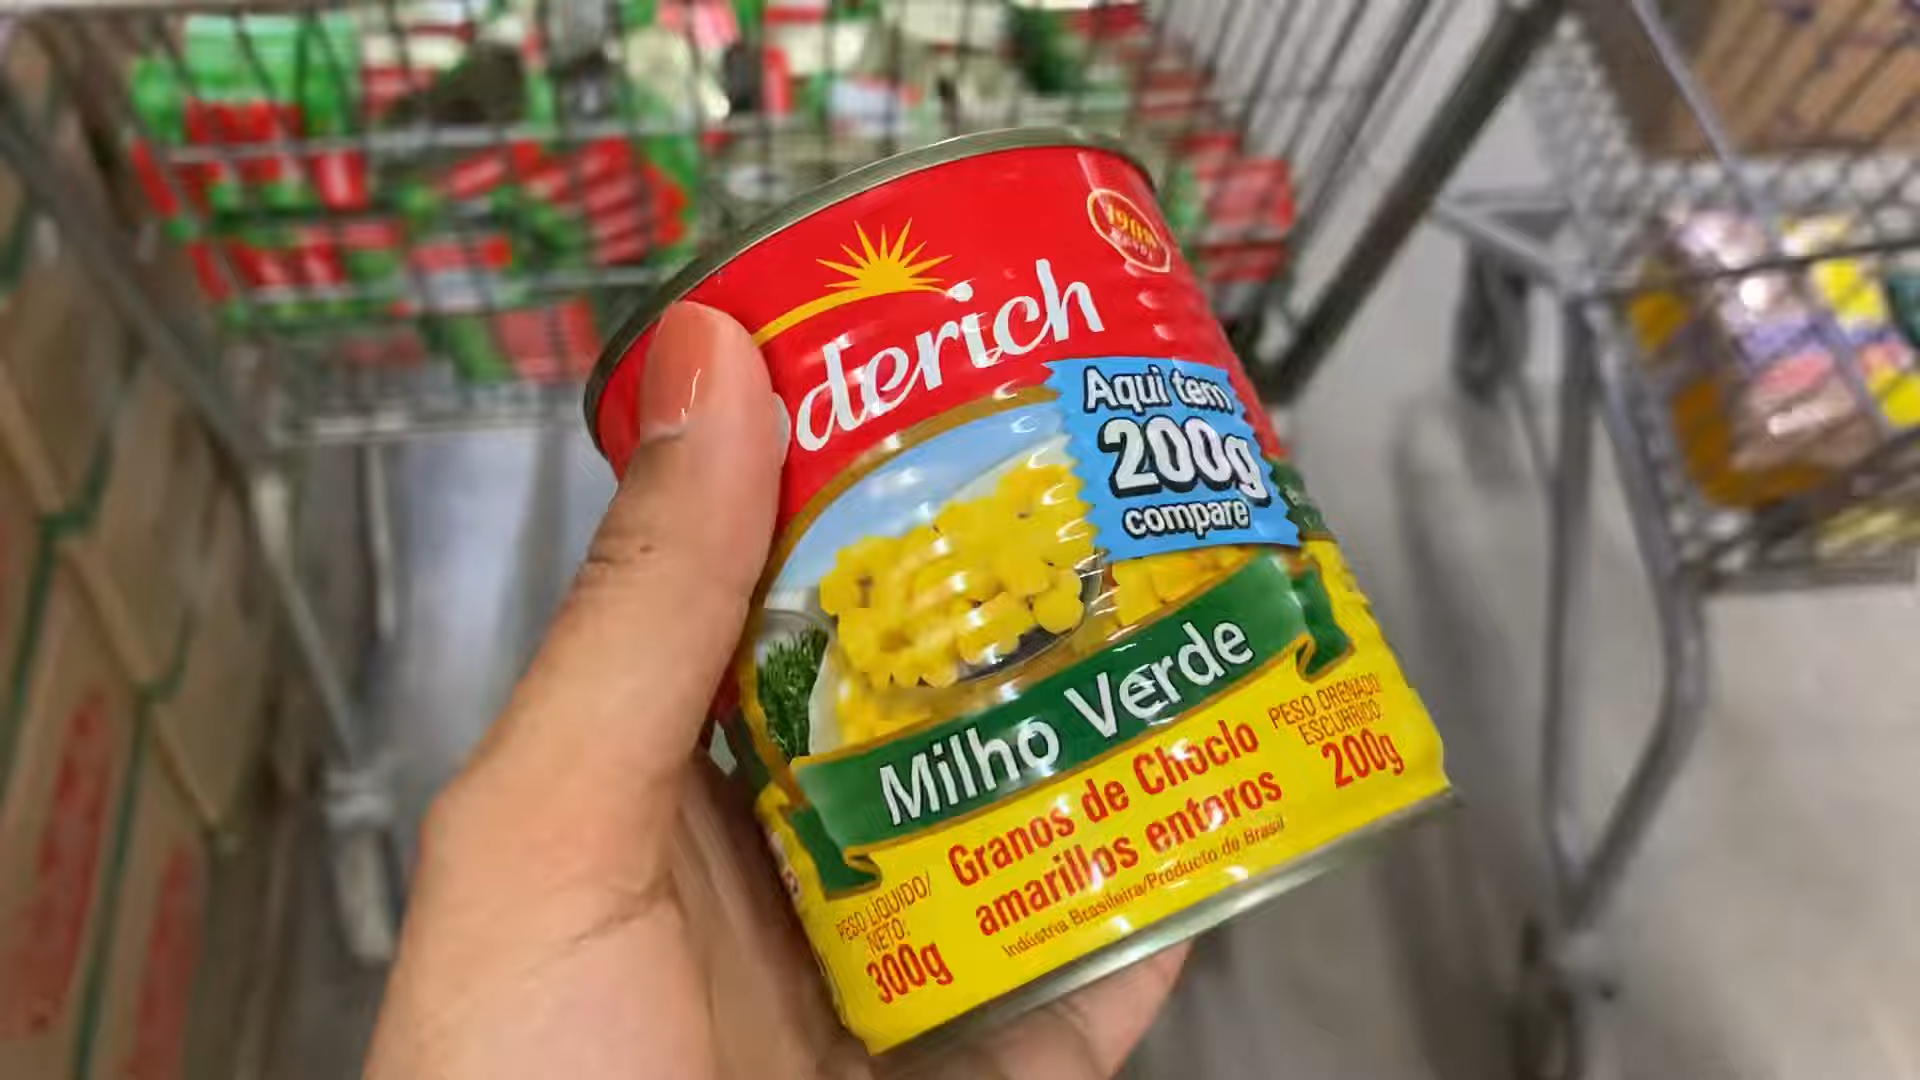 derich
Aqui tem
200g
compare
Milho Verde
Granos de Choclo
amarillos enteros
Indústria Brasileira/Producto de Brasil
PESO DRENADO/
ESCURRIDO:
200g
PESO LÍQUIDO/
NETO:
300g